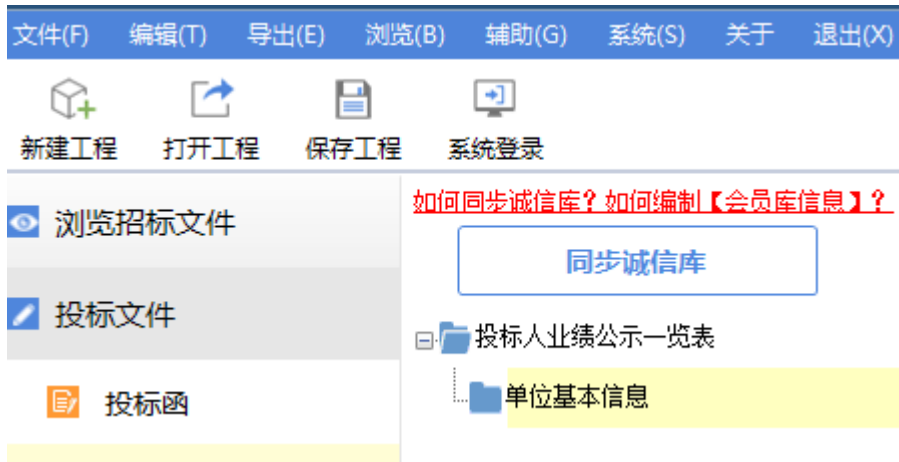 文件(F) 编辑(T) 导出(E) 浏览(B) 辅助(G) 系统(S) 关于 退出(X)
新建工程 打开工程 保存工程 系统登录
浏览招标文件
投标文件
投标函
如何同步诚信库？如何编制【会员库信息】？
同步诚信库
投标人业绩公示一览表
单位基本信息